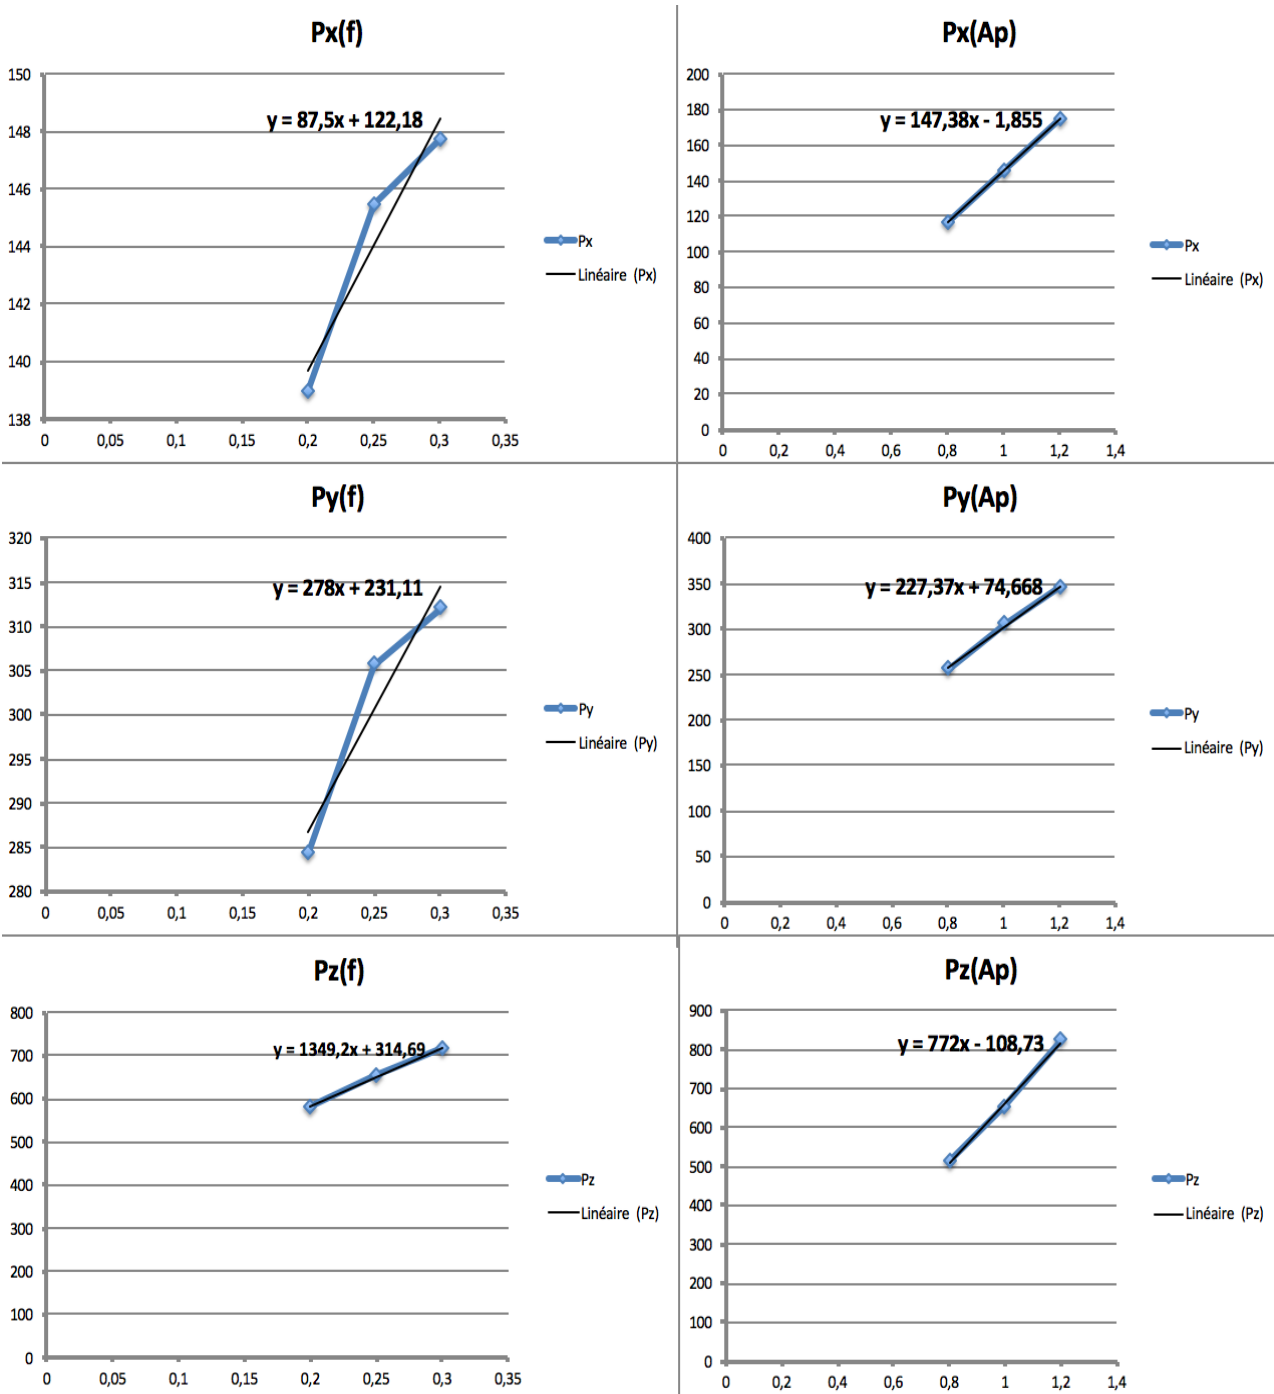 Px(f)
150
148
146
144
142
140
138
y = 87,5x + 122,18
0 0,05 0,1 0,15 0,2 0,25 0,3 0,35
Px
Linéaire (Px)
Px(Ap)
200
180
160
140
120
100
80
60
40
20
0
y = 147,38x - 1,855
0 0,2 0,4 0,6 0,8 1 1,2 1,4
Px
Linéaire (Px)
Py(f)
320
315
310
305
300
295
290
285
280
y = 278x + 231,11
0 0,05 0,1 0,15 0,2 0,25 0,3 0,35
Py
Linéaire (Py)
Py(Ap)
400
350
300
250
200
150
100
50
0
y = 227,37x + 74,668
0 0,2 0,4 0,6 0,8 1 1,2 1,4
Py
Linéaire (Py)
Pz(f)
800
700
600
500
400
300
200
100
0
y = 1349,2x + 314,69
0 0,05 0,1 0,15 0,2 0,25 0,3 0,35
Pz
Linéaire (Pz)
Pz(Ap)
900
800
700
600
500
400
300
200
100
0
y = 772x - 108,73
0 0,2 0,4 0,6 0,8 1 1,2 1,4
Pz
Linéaire (Pz)